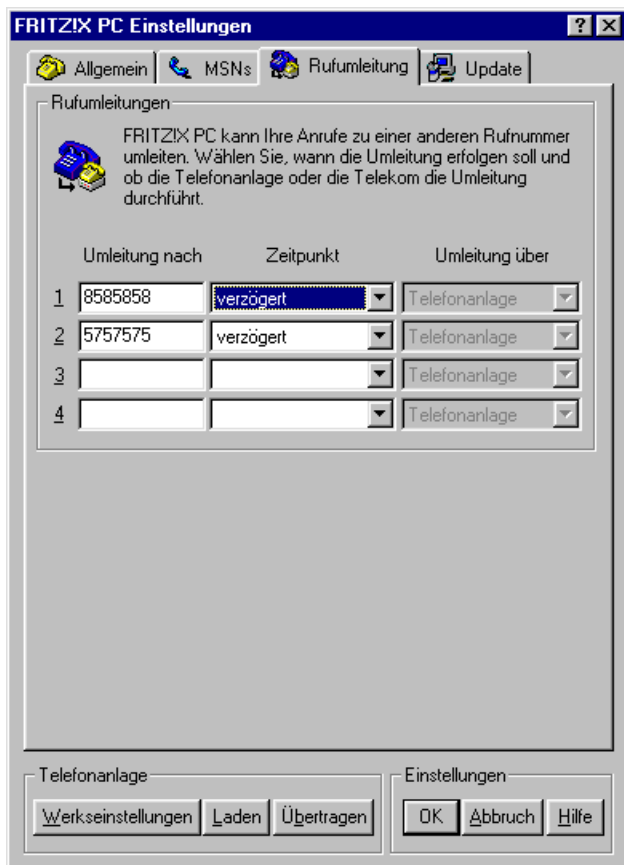 FRITZ!X PC Einstellungen
Allgemein MSNs Rufumleitung Update
Rufumleitungen
FRITZ!X PC kann Ihre Anrufe zu einer anderen Rufnummer
umleiten. Wählen Sie, wann die Umleitung erfolgen soll und
ob die Telefonanlage oder die Telekom die Umleitung
durchführt.
Umleitung nach Zeitpunkt Umleitung über
1 8585858 verzögert Telefonanlage
2 5757575 verzögert Telefonanlage
3 Telefonanlage
4 Telefonanlage
Telefonanlage Einstellungen
Werkseinstellungen Laden Übertragen OK Abbruch Hilfe